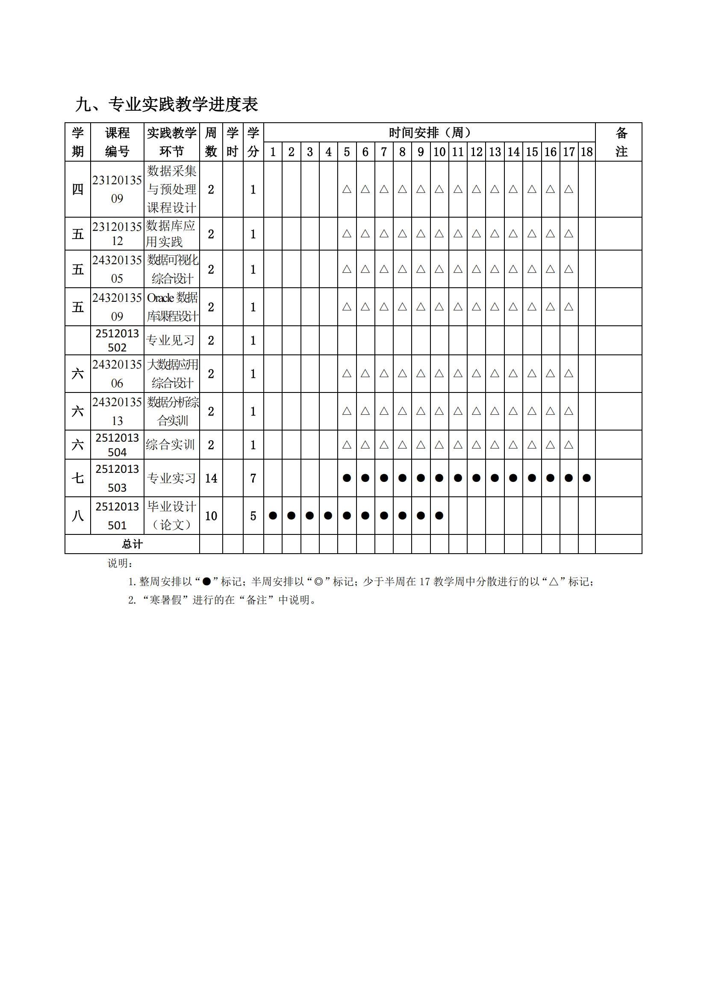 九、专业实践教学进度表
学期 课程编号 实践教学环节 周数 学时 学分 时间安排（周） 备注
1 2 3 4 5 6 7 8 9 10 11 12 13 14 15 16 17 18
四 2312013509 数据采集与预处理课程设计 2 1 △ △ △ △ △ △ △ △ △ △ △ △ △
五 2312013512 数据库应用实践 2 1 △ △ △ △ △ △ △ △ △ △ △ △ △
五 2432013505 数据可视化综合设计 2 1 △ △ △ △ △ △ △ △ △ △ △ △ △
五 2432013509 Oracle 数据库课程设计 2 1 △ △ △ △ △ △ △ △ △ △ △ △ △
2512013502 专业见习 2 1
六 2432013506 大数据应用综合设计 2 1 △ △ △ △ △ △ △ △ △ △ △ △ △
六 2432013513 数据分析综合实训 2 1 △ △ △ △ △ △ △ △ △ △ △ △ △
六 2512013504 综合实训 2 1 △ △ △ △ △ △ △ △ △ △ △ △ △
七 2512013503 专业实习 14 7 ● ● ● ● ● ● ● ● ● ● ● ● ● ●
八 2512013501 毕业设计（论文） 10 5 ● ● ● ● ● ● ● ● ● ●
总计
说明：
1.整周安排以“●”标记；半周安排以“◎”标记；少于半周在 17 教学周中分散进行的以“△”标记；
2.“寒暑假”进行的在“备注”中说明。